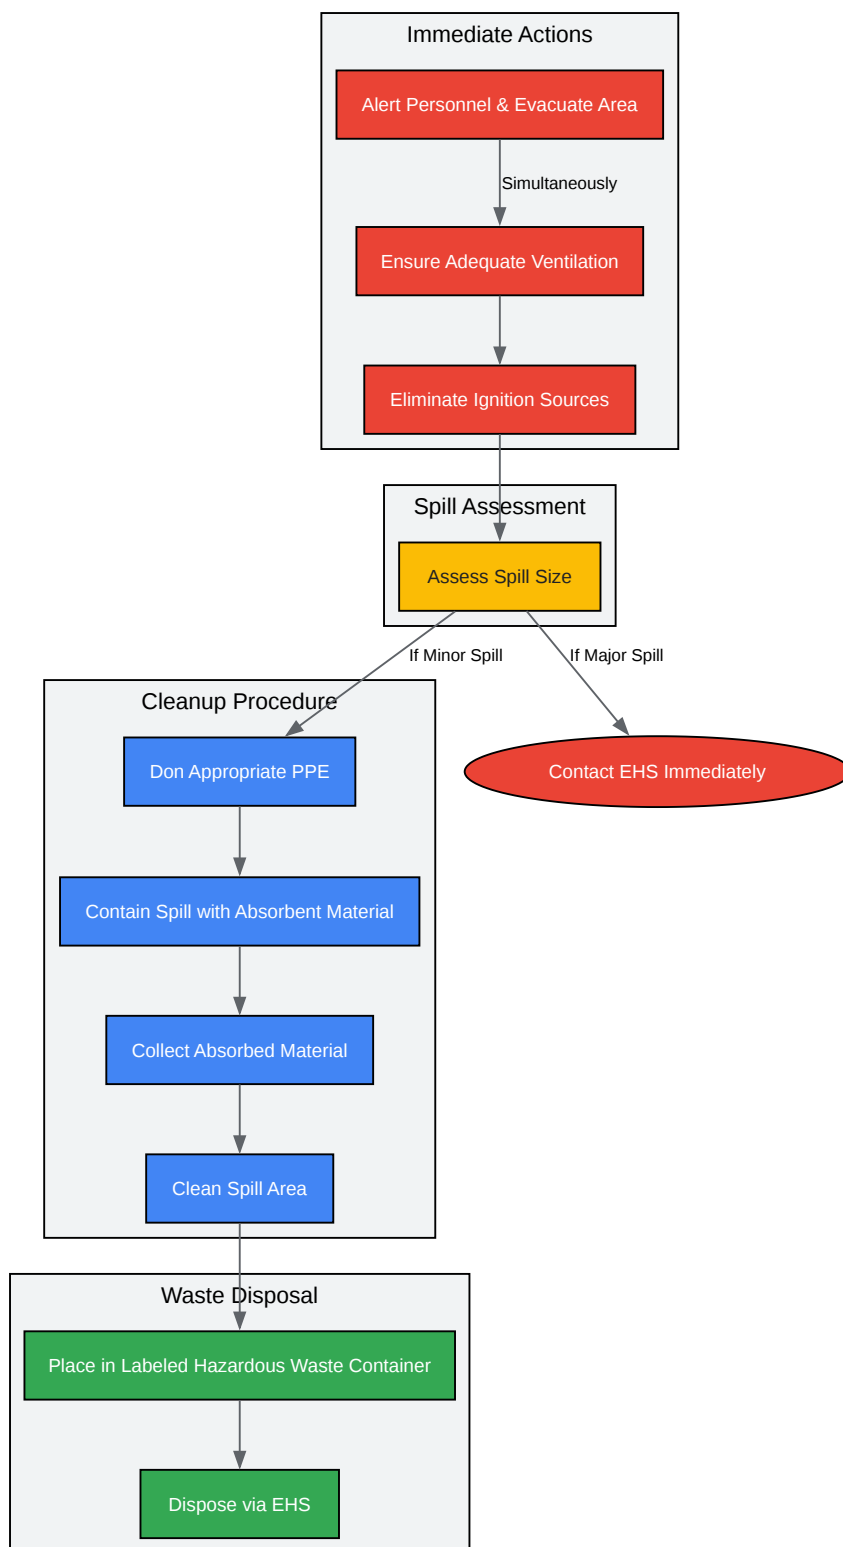 Immediate Actions
Alert Personnel & Evacuate Area
Simultaneously
Ensure Adequate Ventilation
Eliminate Ignition Sources
Spill Assessment
Assess Spill Size
If Minor Spill
If Major Spill
Cleanup Procedure
Don Appropriate PPE
Contact EHS Immediately
Contain Spill with Absorbent Material
Collect Absorbed Material
Clean Spill Area
Waste Disposal
Place in Labeled Hazardous Waste Container
Dispose via EHS